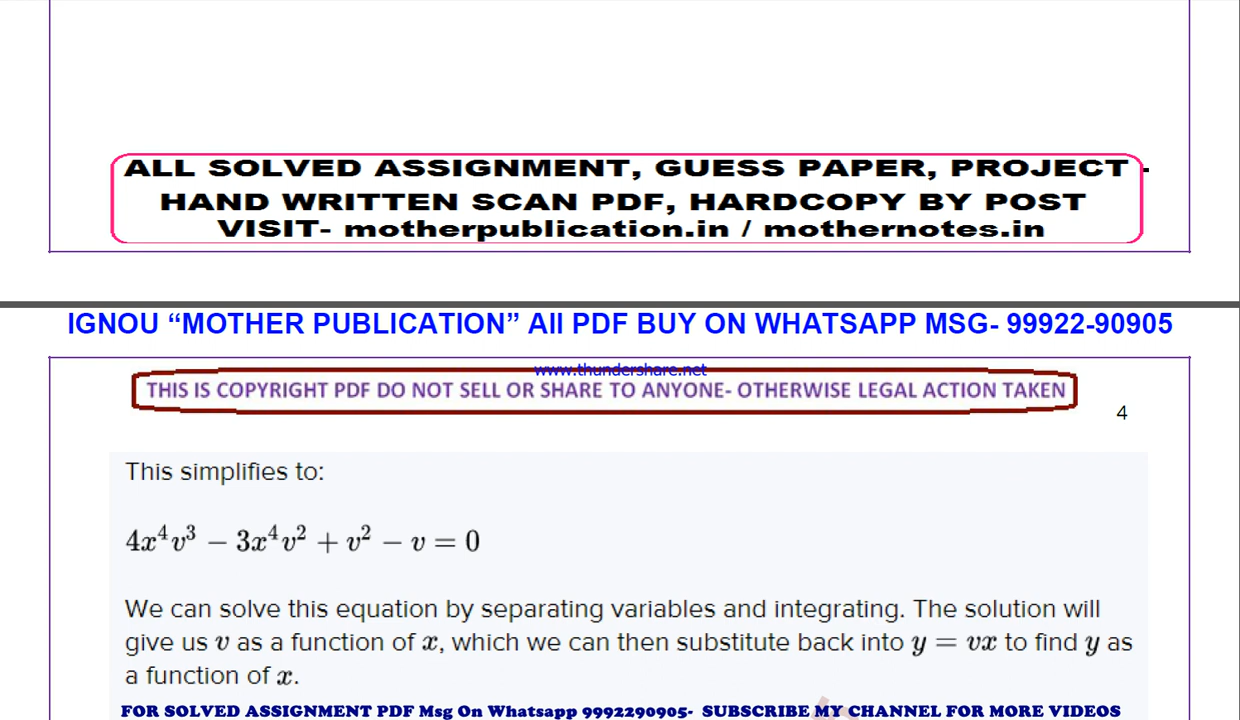 ALL SOLVED ASSIGNMENT, GUESS PAPER, PROJECT -
HAND WRITTEN SCAN PDF, HARDCOPY BY POST
VISIT- motherpublication.in / mothernotes.in
IGNOU “MOTHER PUBLICATION” All PDF BUY ON WHATSAPP MSG- 99922-90905
www.thundershare.net
THIS IS COPYRIGHT PDF DO NOT SELL OR SHARE TO ANYONE- OTHERWISE LEGAL ACTION TAKEN
4
This simplifies to:
4x⁴v³ − 3x⁴v² + v² − v = 0
We can solve this equation by separating variables and integrating. The solution will
give us v as a function of x, which we can then substitute back into y = vx to find y as
a function of x.
FOR SOLVED ASSIGNMENT PDF Msg On Whatsapp 9992290905- SUBSCRIBE MY CHANNEL FOR MORE VIDEOS